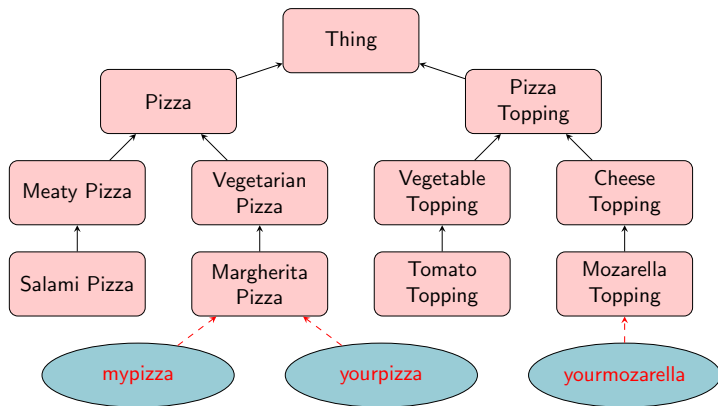 Thing
Pizza
Pizza
Topping
Meaty Pizza
Vegetarian
Pizza
Vegetable
Topping
Cheese
Topping
Salami Pizza
Margherita
Pizza
Tomato
Topping
Mozarella
Topping
mypizza
yourpizza
yourmozarella